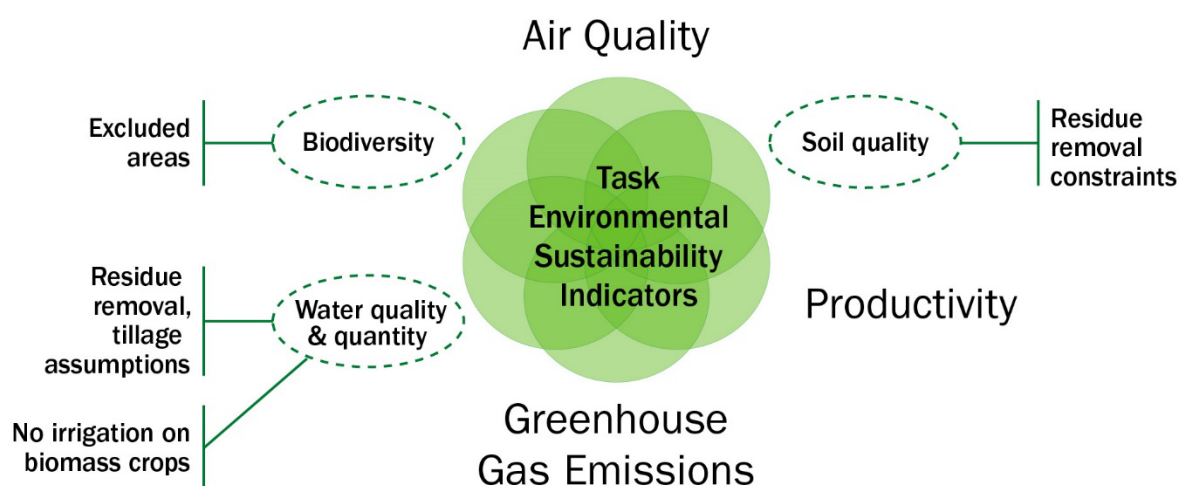 Air Quality
Excluded
areas
Biodiversity
Soil quality
Residue
removal
constraints
Task
Environmental
Sustainability
Indicators
Residue
removal,
tillage
assumptions
Water quality
& quantity
Productivity
No irrigation on
biomass crops
Greenhouse
Gas Emissions